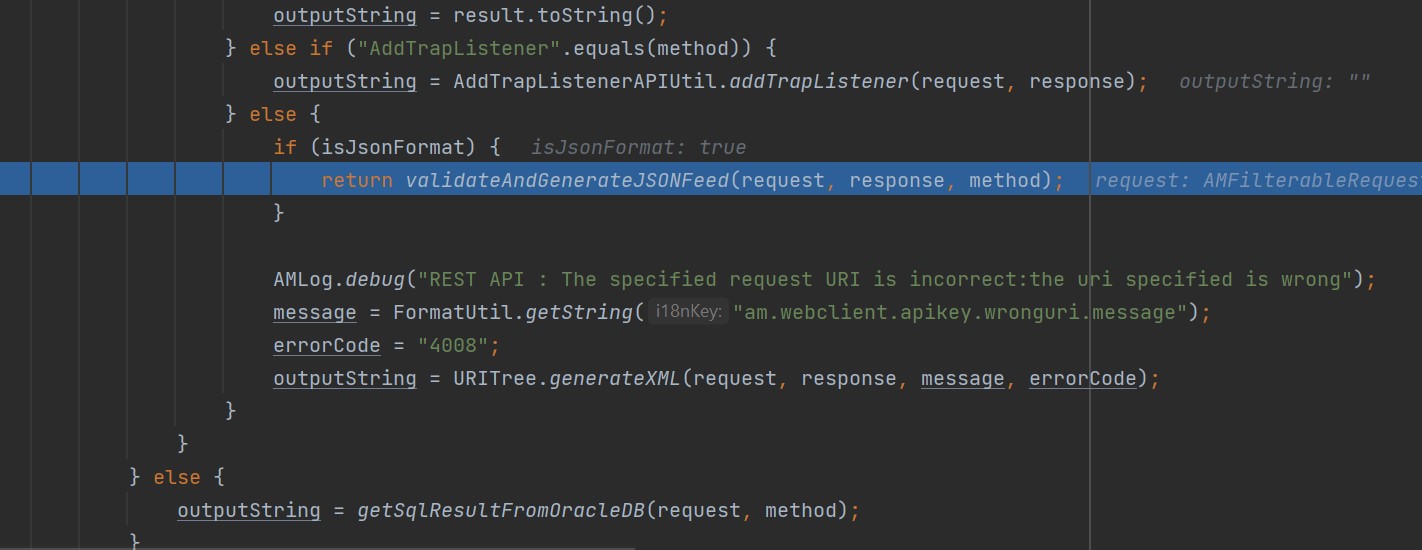 outputString = result.toString();
} else if ("AddTrapListener".equals(method)) {
outputString = AddTrapListenerAPIUtil.addTrapListener(request, response); outputString: ""
} else {
if (isJsonFormat) { isJsonFormat: true
return validateAndGenerateJSONFeed(request, response, method); request: AMFilterableReques
}
AMLog.debug("REST API : The specified request URI is incorrect:the uri specified is wrong");
message = FormatUtil.getString( i18nKey: "am.webclient.apikey.wronguri.message");
errorCode = "4008";
outputString = URITree.generateXML(request, response, message, errorCode);
}
}
} else {
outputString = getSqlResultFromOracleDB(request, method);
}